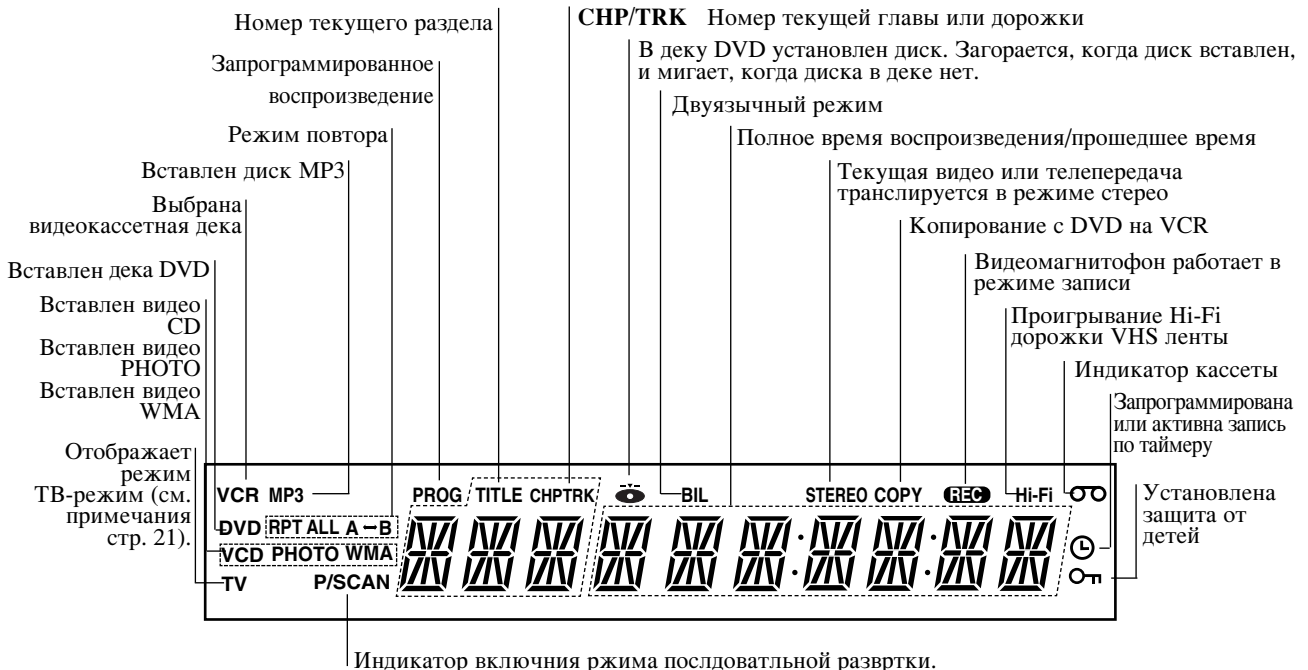 Номер текущего раздела
CHP/TRK Номер текущей главы или дорожки
В деку DVD установлен диск. Загорается, когда диск вставлен,
и мигает, когда диска в деке нет.
Запрограммированное
воспроизведение
Двуязычный режим
Режим повтора
Полное время воспроизведения/прошедшее время
Вставлен диск MP3
Текущая видео или телепередача
транслируется в режиме стерео
Выбрана
видеокассетная дека
Копирование с DVD на VCR
Вставлен дека DVD
Видеомагнитофон работает в
режиме записи
Вставлен видео
CD
Вставлен видео
PHOTO
Вставлен видео
WMA
Проигрывание Hi-Fi
дорожки VHS ленты
Индикатор кассеты
Запрограммирована
или активна запись
по таймеру
Отображает
режим
ТВ-режим (см.
примечания
стр. 21).
Установлена
защита от
детей
VCR MP3 PROG TITLE CHPTRK BIL STEREO COPY REC Hi-Fi
DVD RPT ALL A – B
VCD PHOTO WMA
TV P/SCAN
Индикатор включния ржима послдоватльной развртки.